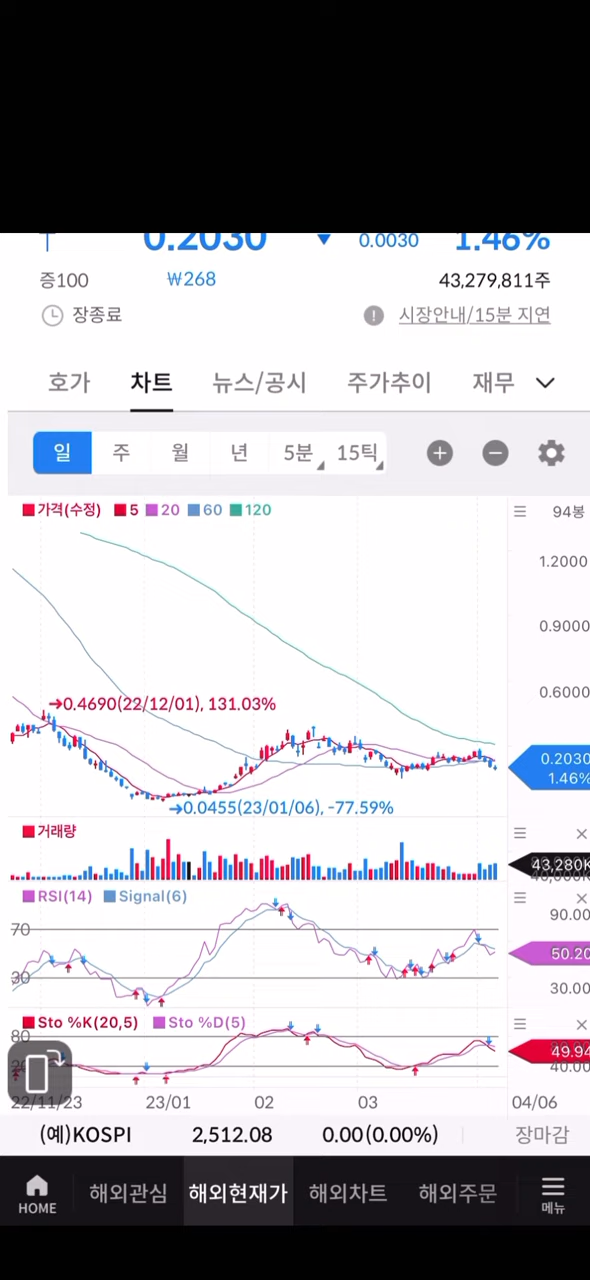 0.2030 ▼ 0.0030 1.46%
증100 ₩268 43,279,811주
장종료 시장안내/15분 지연
호가 차트 뉴스/공시 주가추이 재무
일 주 월 년 5분 15틱
가격(수정) 5 20 60 120 94봉
1.2000
0.9000
0.6000
➔0.4690(22/12/01), 131.03%
0.2030
1.46%
➔0.0455(23/01/06), -77.59%
거래량
43,280K
RSI(14) Signal(6)
90.00
70
50.20
30
30.00
Sto %K(20,5) Sto %D(5)
80
49.94
40.00
22/11/23 23/01 02 03 04/06
(예)KOSPI 2,512.08 0.00(0.00%) 장마감
HOME 해외관심 해외현재가 해외차트 해외주문 메뉴